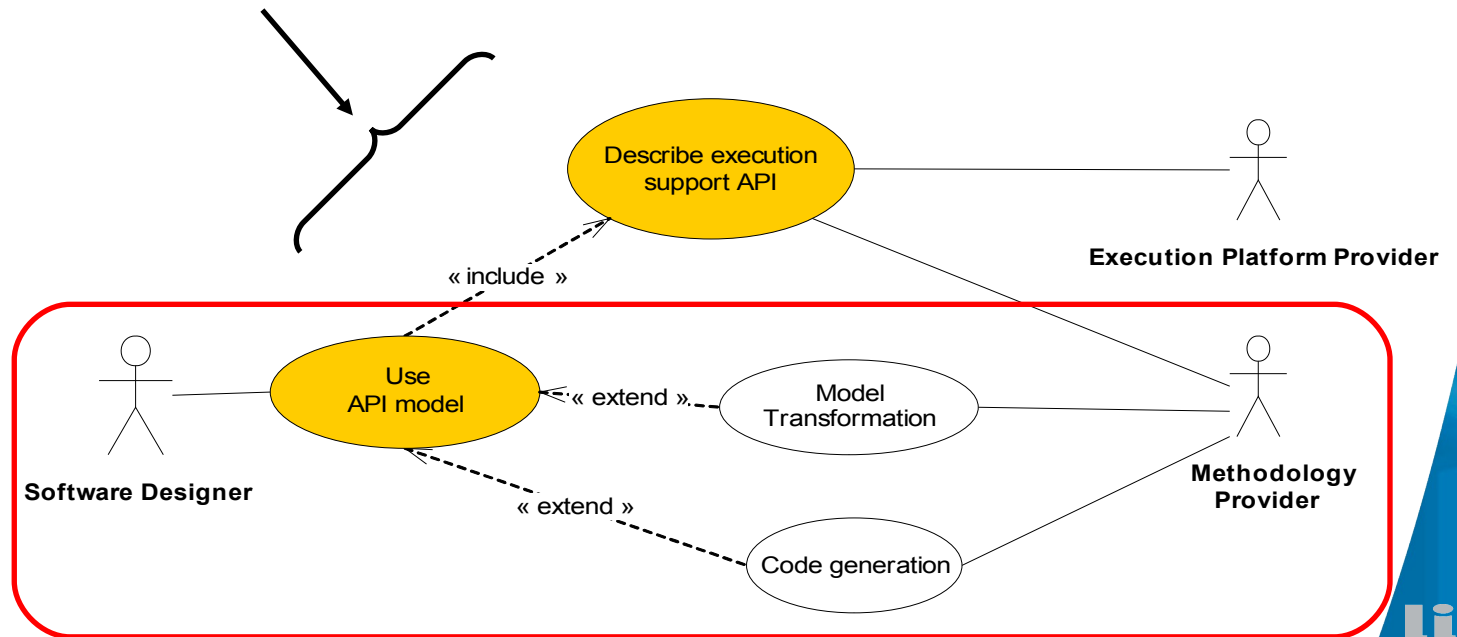 Describe execution
support API
Execution Platform Provider
« include »
Use
API model
« extend »
Model
Transformation
Software Designer
Methodology
Provider
« extend »
Code generation